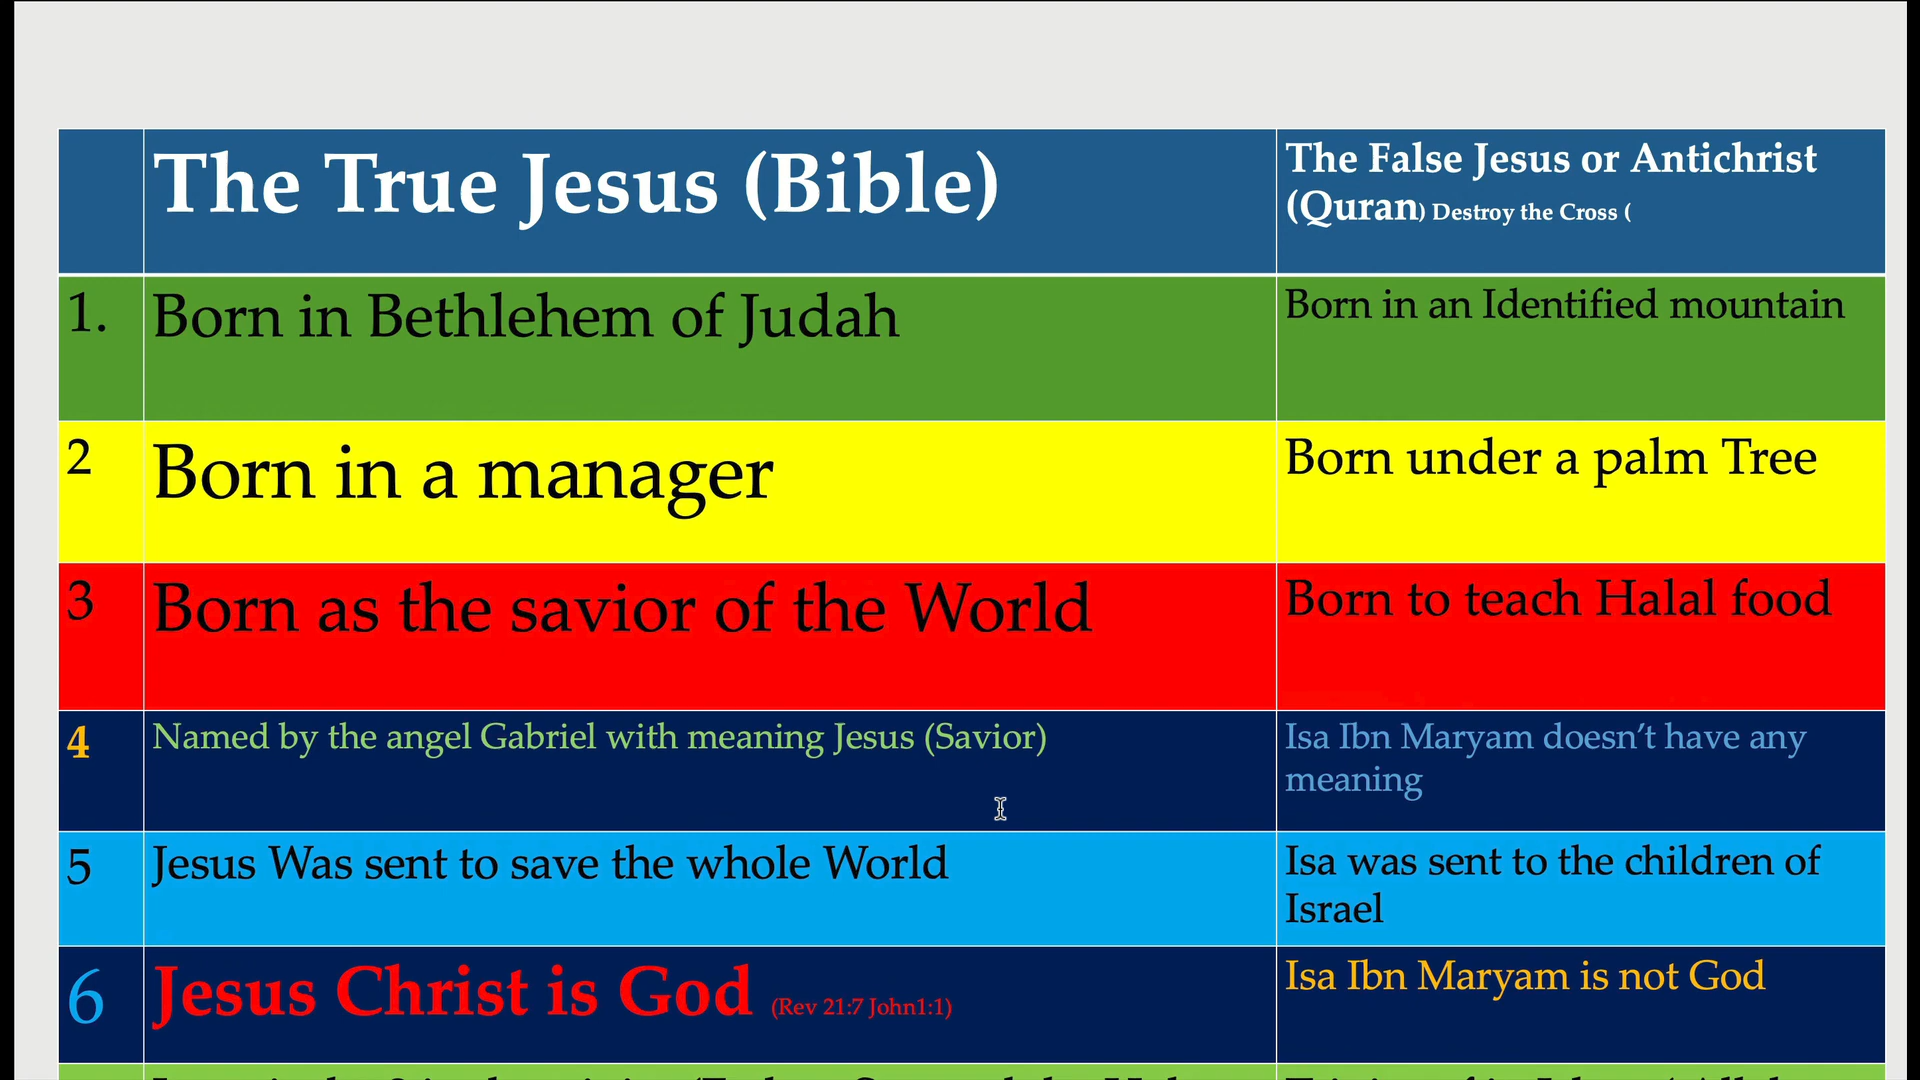 The True Jesus (Bible)
The False Jesus or Antichrist
(Quran) Destroy the Cross (
1.
Born in Bethlehem of Judah
Born in an Identified mountain
2
Born in a manager
Born under a palm Tree
3
Born as the savior of the World
Born to teach Halal food
4
Named by the angel Gabriel with meaning Jesus (Savior)
Isa Ibn Maryam doesn’t have any
meaning
5
Jesus Was sent to save the whole World
Isa was sent to the children of
Israel
6
Jesus Christ is God (Rev 21:7 John1:1)
Isa Ibn Maryam is not God